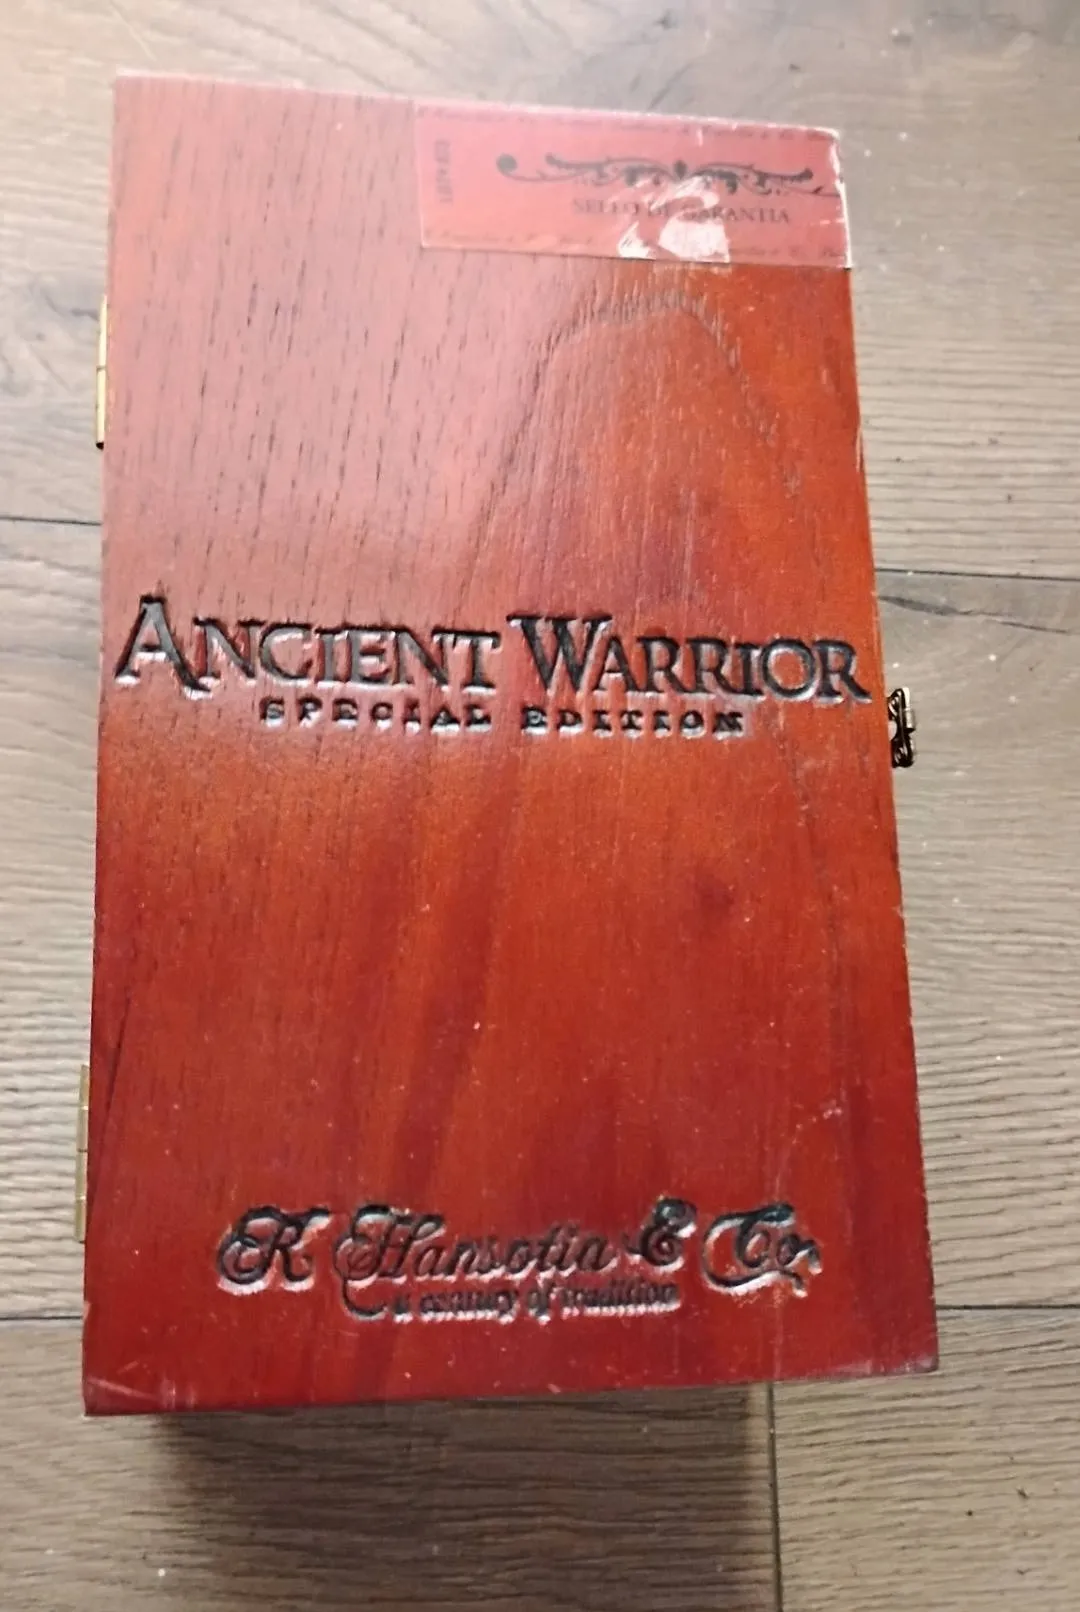 SELLO DE GARANTIA
ANCIENT WARRIOR
SPECIAL EDITION
K Hansotia & Co.
a century of tradition